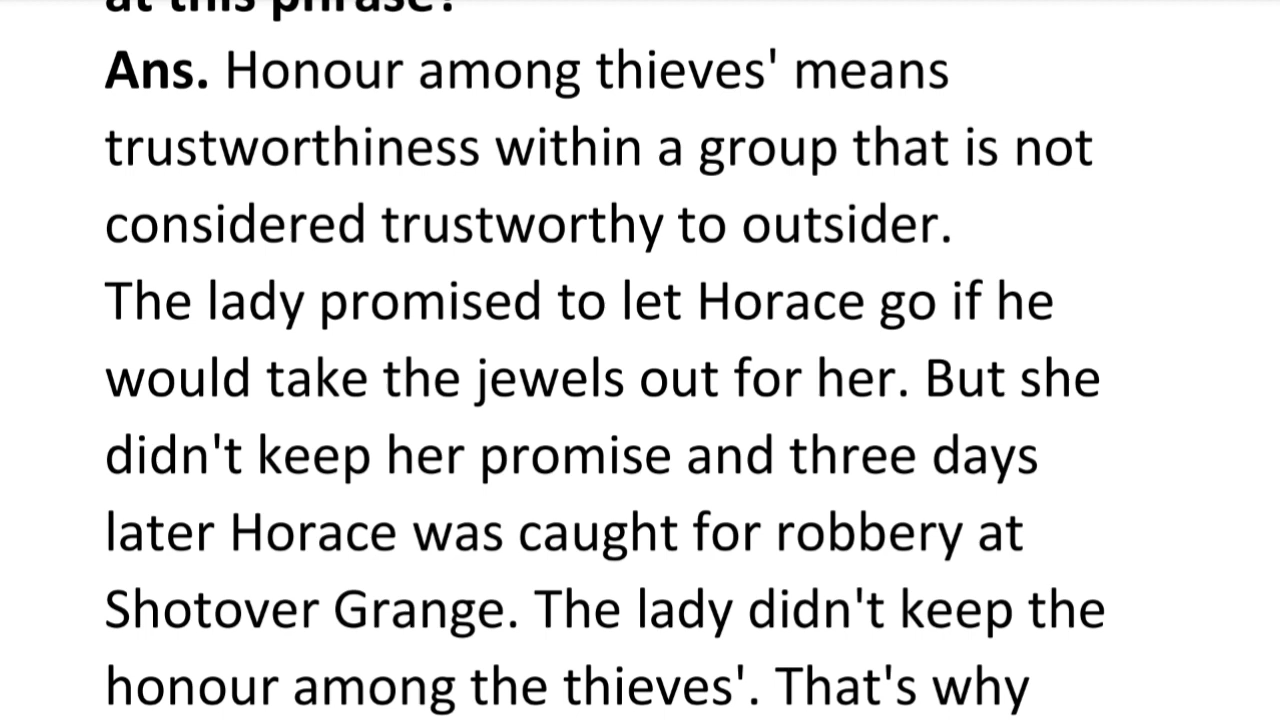 at this phrase?
Ans. Honour among thieves' means
trustworthiness within a group that is not
considered trustworthy to outsider.
The lady promised to let Horace go if he
would take the jewels out for her. But she
didn't keep her promise and three days
later Horace was caught for robbery at
Shotover Grange. The lady didn't keep the
honour among the thieves'. That's why